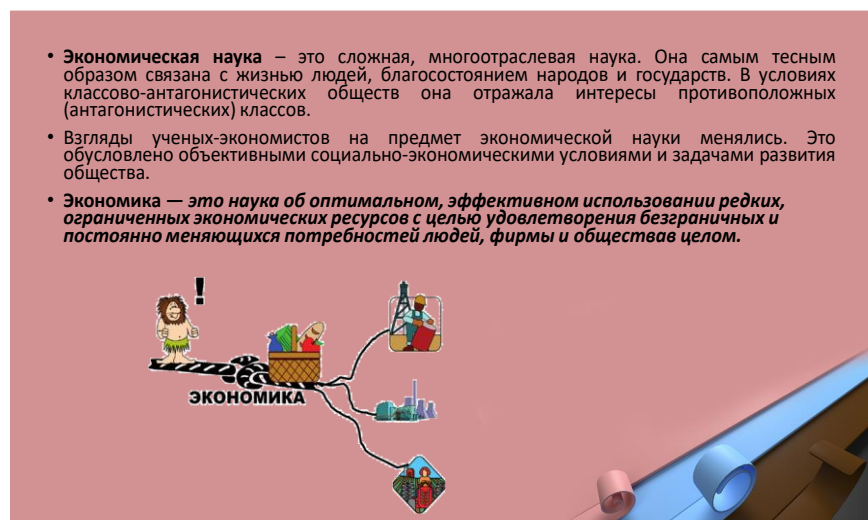 • Экономическая наука – это сложная, многоотраслевая наука. Она самым тесным
образом связана с жизнью людей, благосостоянием народов и государств. В условиях
классово-антагонистических обществ она отражала интересы противоположных
(антагонистических) классов.
• Взгляды ученых-экономистов на предмет экономической науки менялись. Это
обусловлено объективными социально-экономическими условиями и задачами развития
общества.
• Экономика — это наука об оптимальном, эффективном использовании редких,
ограниченных экономических ресурсов с целью удовлетворения безграничных и
постоянно меняющихся потребностей людей, фирмы и обществав целом.
!
ЭКОНОМИКА